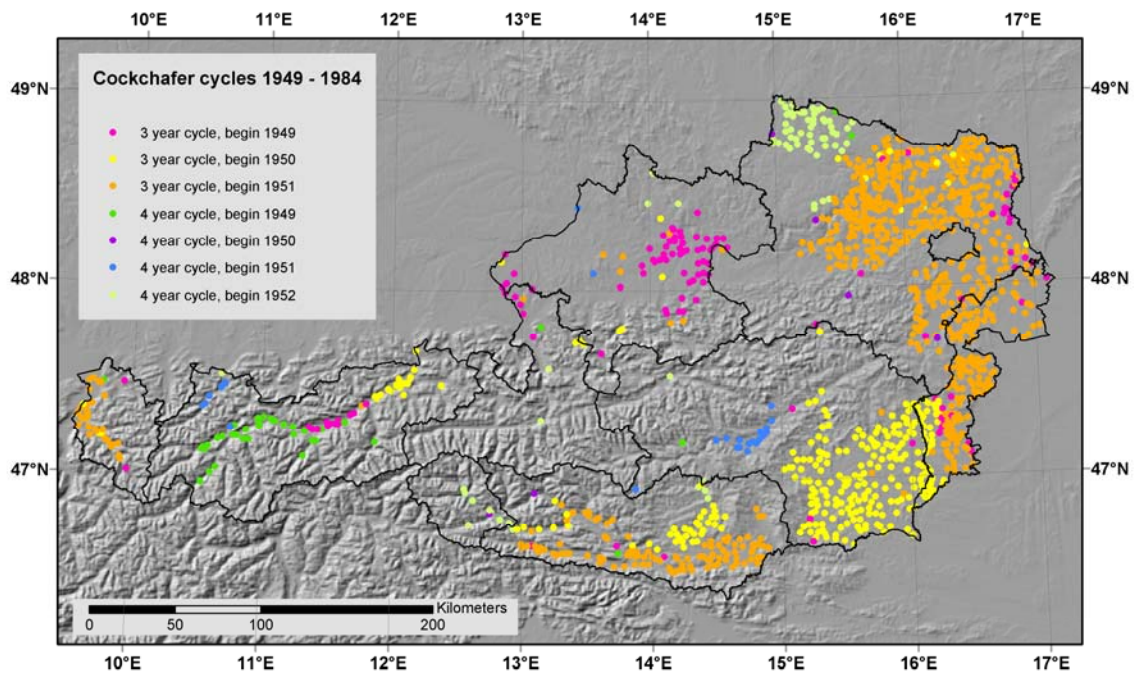 10°E 11°E 12°E 13°E 14°E 15°E 16°E 17°E
Cockchafer cycles 1949 - 1984
49°N 49°N
3 year cycle, begin 1949
3 year cycle, begin 1950
3 year cycle, begin 1951
4 year cycle, begin 1949
4 year cycle, begin 1950
4 year cycle, begin 1951
4 year cycle, begin 1952
48°N 48°N
47°N 47°N
Kilometers
0 50 100 200
10°E 11°E 12°E 13°E 14°E 15°E 16°E 17°E